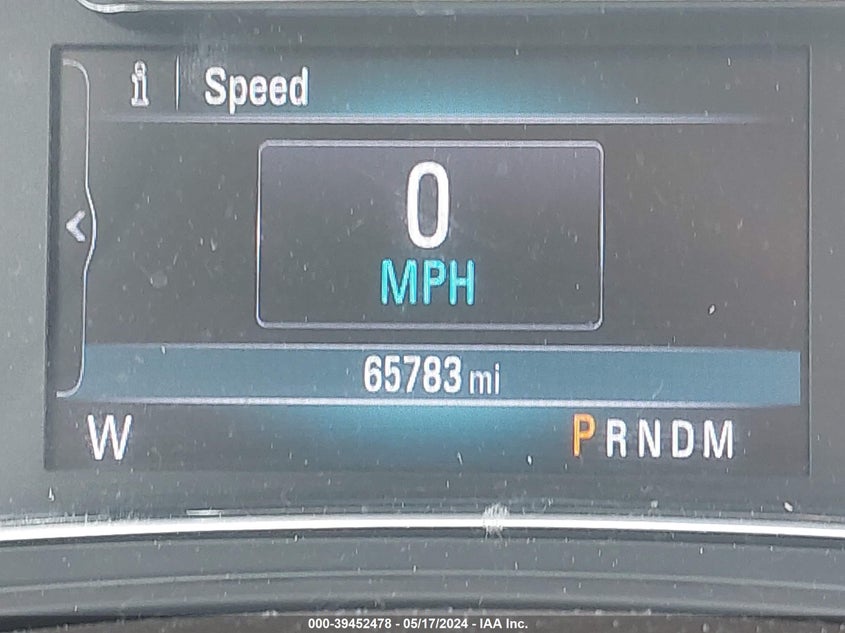 i | Speed
0
MPH
65783 mi
W PRNDM
000-39452478 - 05/17/2024 - IAA Inc.